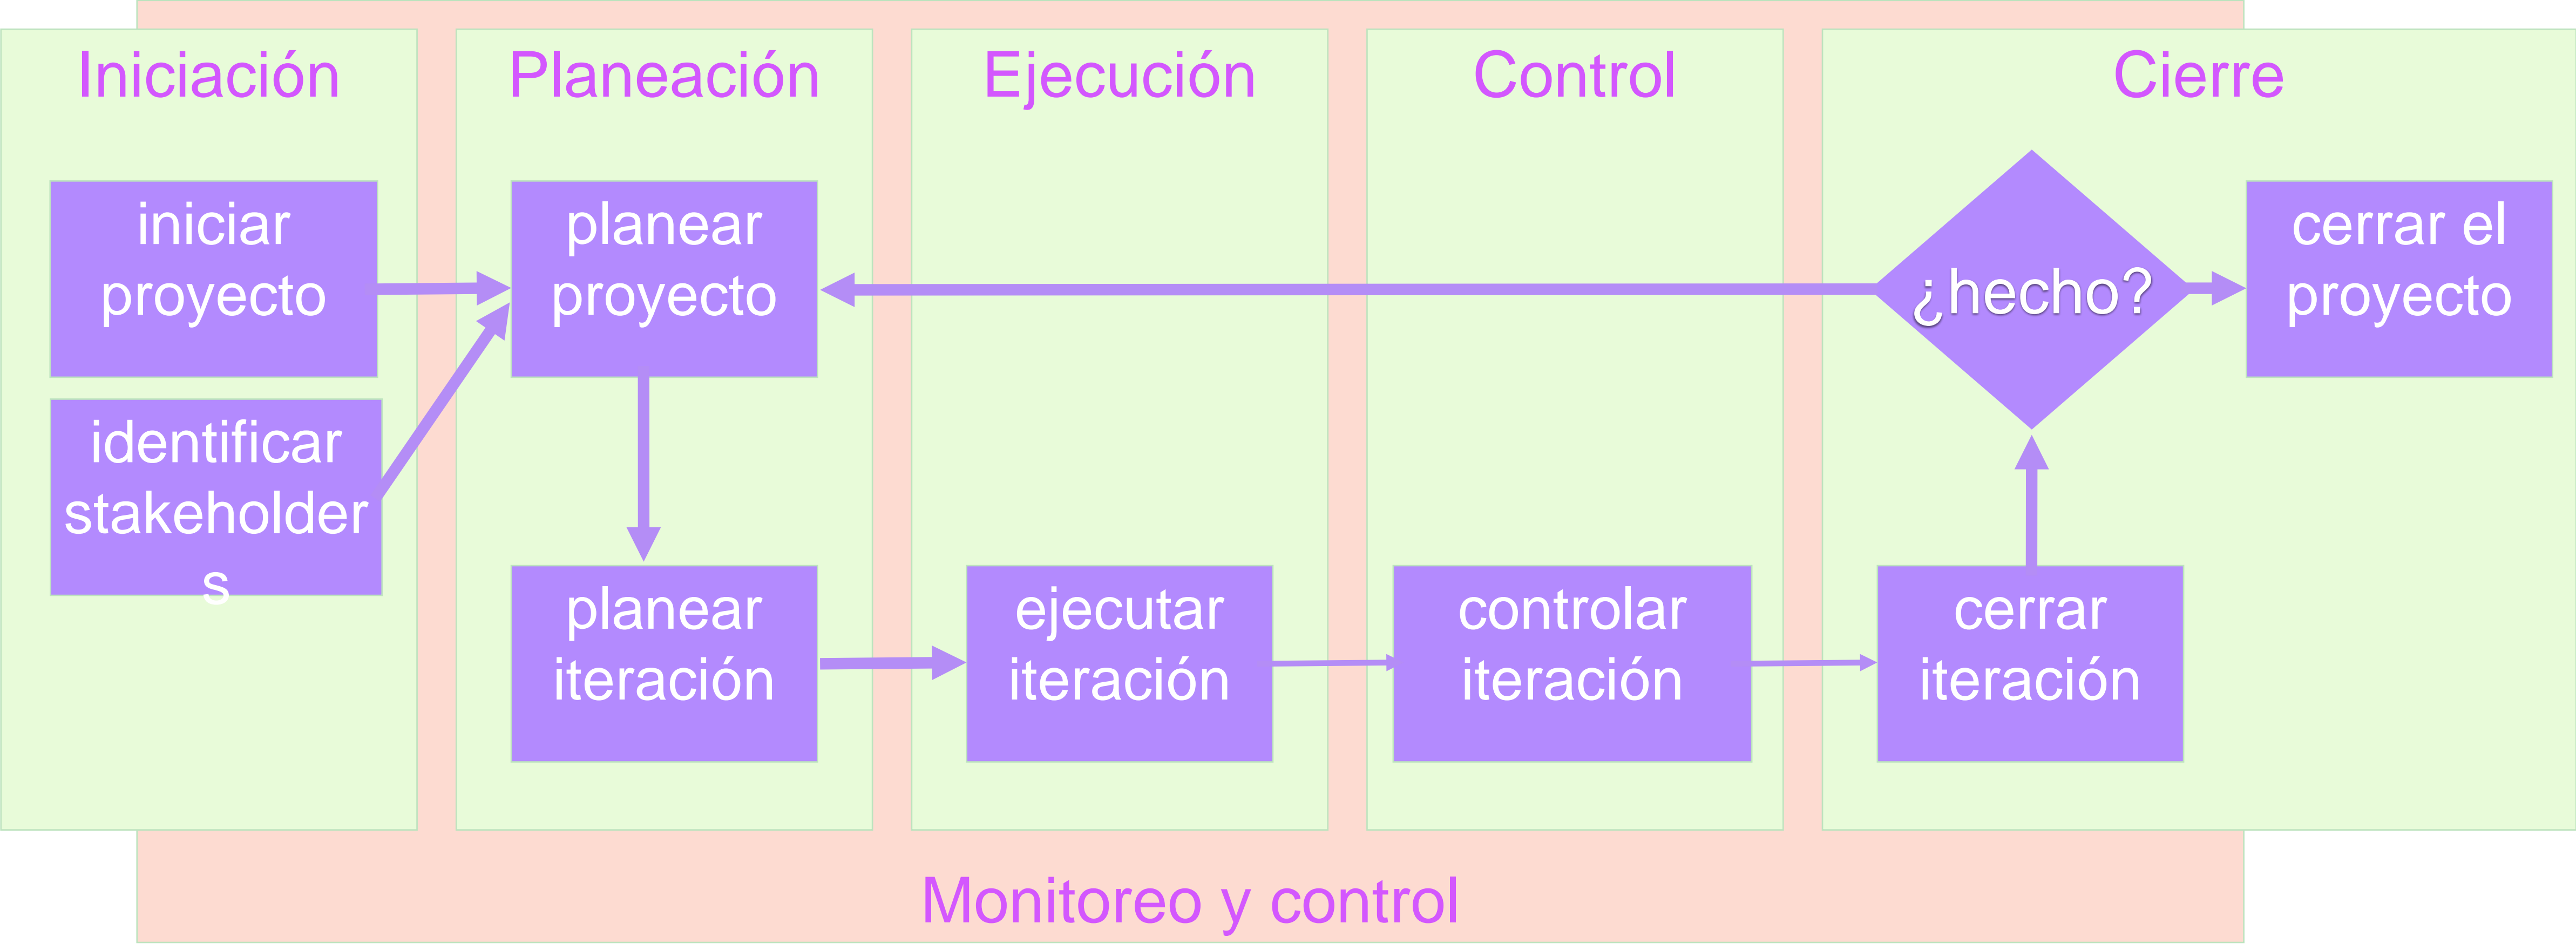 Iniciación
Planeación
Ejecución
Control
Cierre
iniciar
proyecto
identificar
stakeholder
s
planear
proyecto
planear
iteración
ejecutar
iteración
controlar
iteración
¿hecho?
cerrar el
proyecto
cerrar
iteración
Monitoreo y control